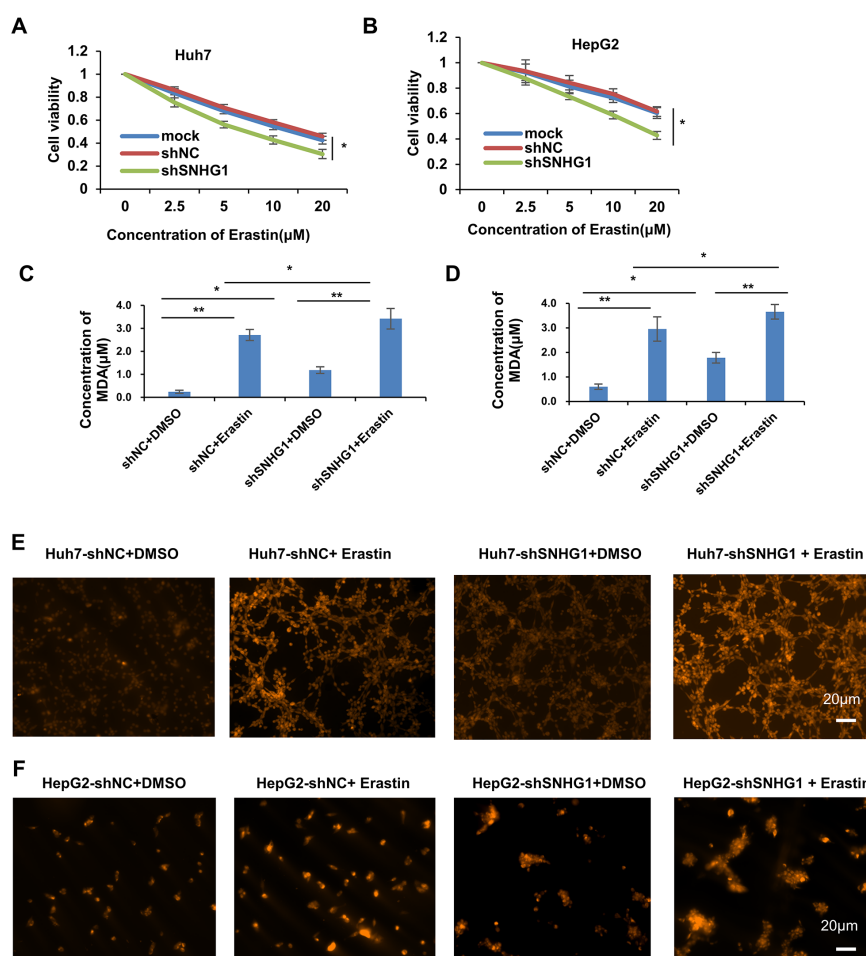 A
Huh7
1.2
1
0.8
0.6
0.4
0.2
0
Cell viability
mock
shNC
shSNHG1
*
0 2.5 5 10 20
Concentration of Erastin(μM)
B
HepG2
1.2
1
0.8
0.6
0.4
0.2
0
Cell viability
mock
shNC
shSNHG1
*
0 2.5 5 10 20
Concentration of Erastin(μM)
C
*
*
** **
4.0
3.0
2.0
1.0
0.0
Concentration of
MDA(μM)
shNC+DMSO
shNC+Erastin
shSNHG1+DMSO
shSNHG1+Erastin
D
*
*
** **
4.0
3.0
2.0
1.0
0.0
Concentration of
MDA(μM)
shNC+DMSO
shNC+Erastin
shSNHG1+DMSO
shSNHG1+Erastin
E
Huh7-shNC+DMSO
Huh7-shNC+ Erastin
Huh7-shSNHG1+DMSO
Huh7-shSNHG1 + Erastin
20μm
F
HepG2-shNC+DMSO
HepG2-shNC+ Erastin
HepG2-shSNHG1+DMSO
HepG2-shSNHG1 + Erastin
20μm